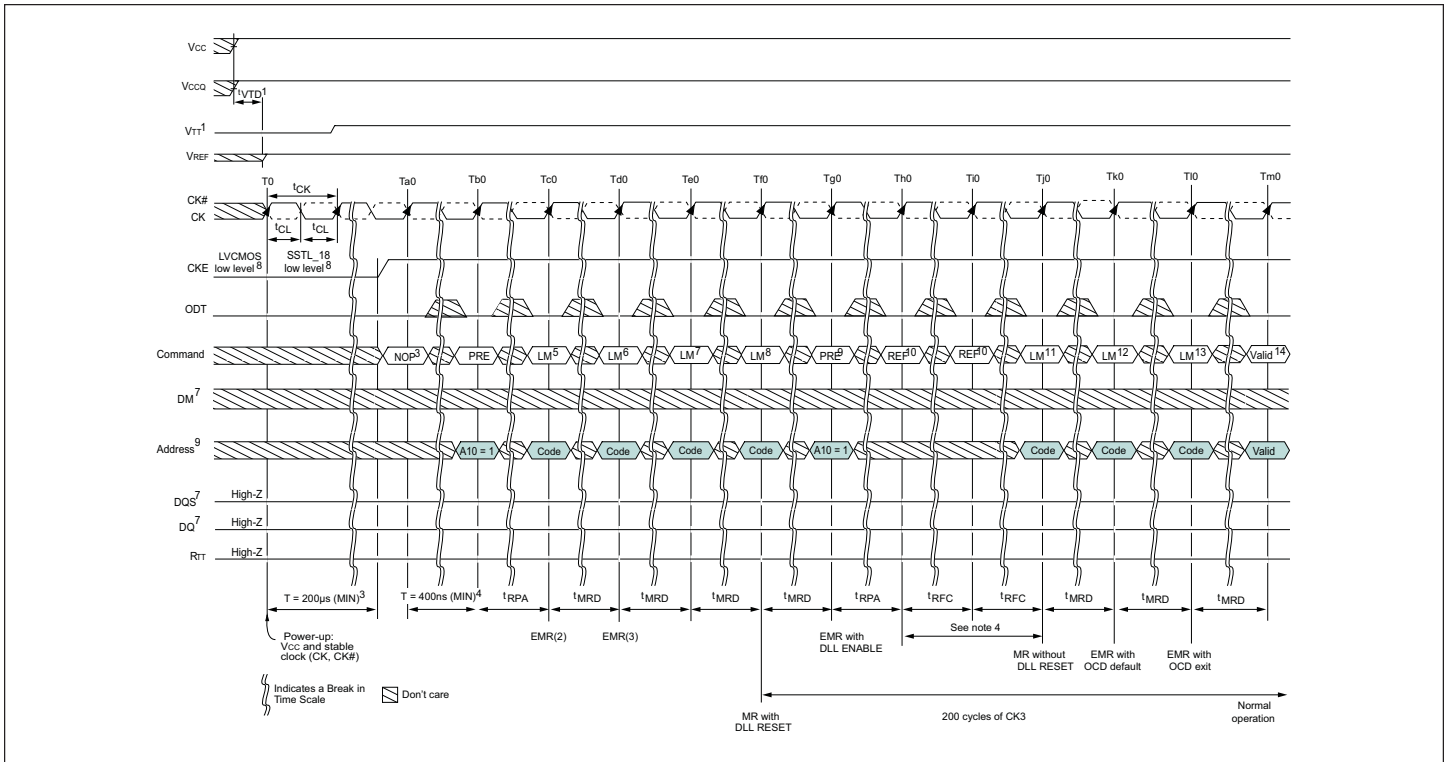 VCC
VCCQ
tVTD1
VTT1
VREF
T0 Ta0 Tb0 Tc0 Td0 Te0 Tf0 Tg0 Th0 Ti0 Tj0 Tk0 Tl0 Tm0
tCK
CK#
CK
tCL tCL
LVCMOS low level8 SSTL_18 low level8
CKE
ODT
Command NOP3 PRE LM5 LM6 LM7 LM8 PRE9 REF10 REF10 LM11 LM12 LM13 Valid14
DM7
Address9 A10 = 1 Code Code Code Code A10 = 1 Code Code Code Valid
DQS7 High-Z
DQ7 High-Z
RTT High-Z
T = 200μs (MIN)3 T = 400ns (MIN)4 tRPA tMRD tMRD tMRD tMRD tRPA tRFC tRFC tMRD tMRD tMRD
See note 4
Power-up:
VCC and stable
clock (CK, CK#)
EMR(2) EMR(3)
EMR with
DLL ENABLE
MR without
DLL RESET
EMR with
OCD default
EMR with
OCD exit
Indicates a Break in
Time Scale
Don't care
MR with
DLL RESET
200 cycles of CK3
Normal
operation